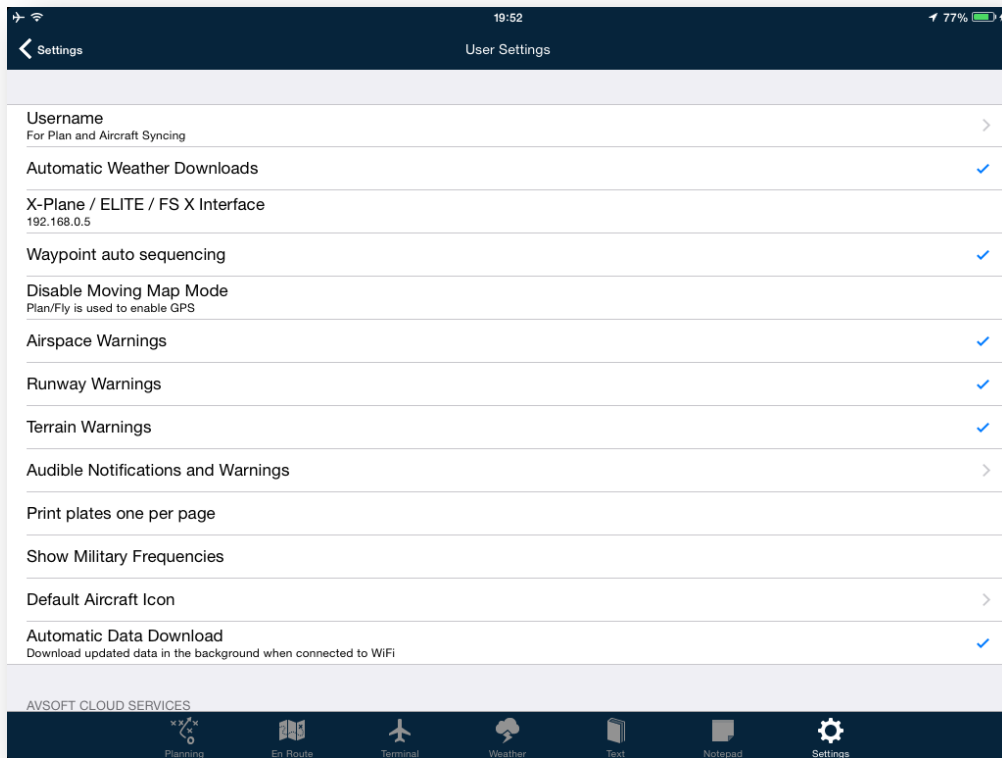 19:52
77%
Settings
User Settings
Username
For Plan and Aircraft Syncing
Automatic Weather Downloads
X-Plane / ELITE / FS X Interface
192.168.0.5
Waypoint auto sequencing
Disable Moving Map Mode
Plan/Fly is used to enable GPS
Airspace Warnings
Runway Warnings
Terrain Warnings
Audible Notifications and Warnings
Print plates one per page
Show Military Frequencies
Default Aircraft Icon
Automatic Data Download
Download updated data in the background when connected to WiFi
AVSOFT CLOUD SERVICES
Planning
En Route
Terminal
Weather
Text
Notepad
Settings